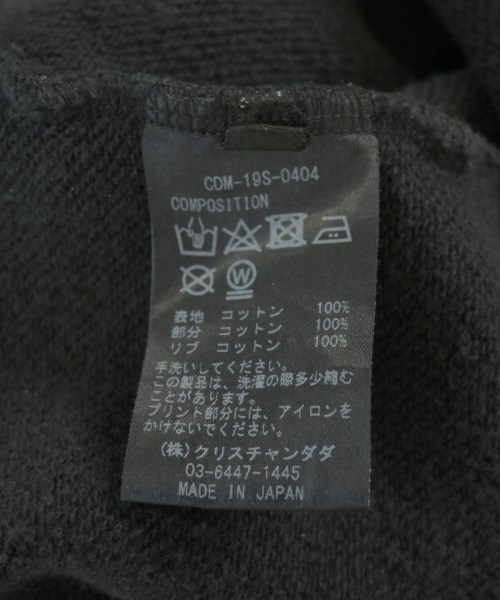 CDM-19S-0404
COMPOSITION
W
表地 コットン 100%
部分 コットン 100%
リブ コットン 100%
手洗いしてください。
この製品は、洗濯の際多少縮む
ことがあります。
プリント部分には、アイロンを
かけないでください。
(株)クリスチャンダダ
03-6447-1445
MADE IN JAPAN